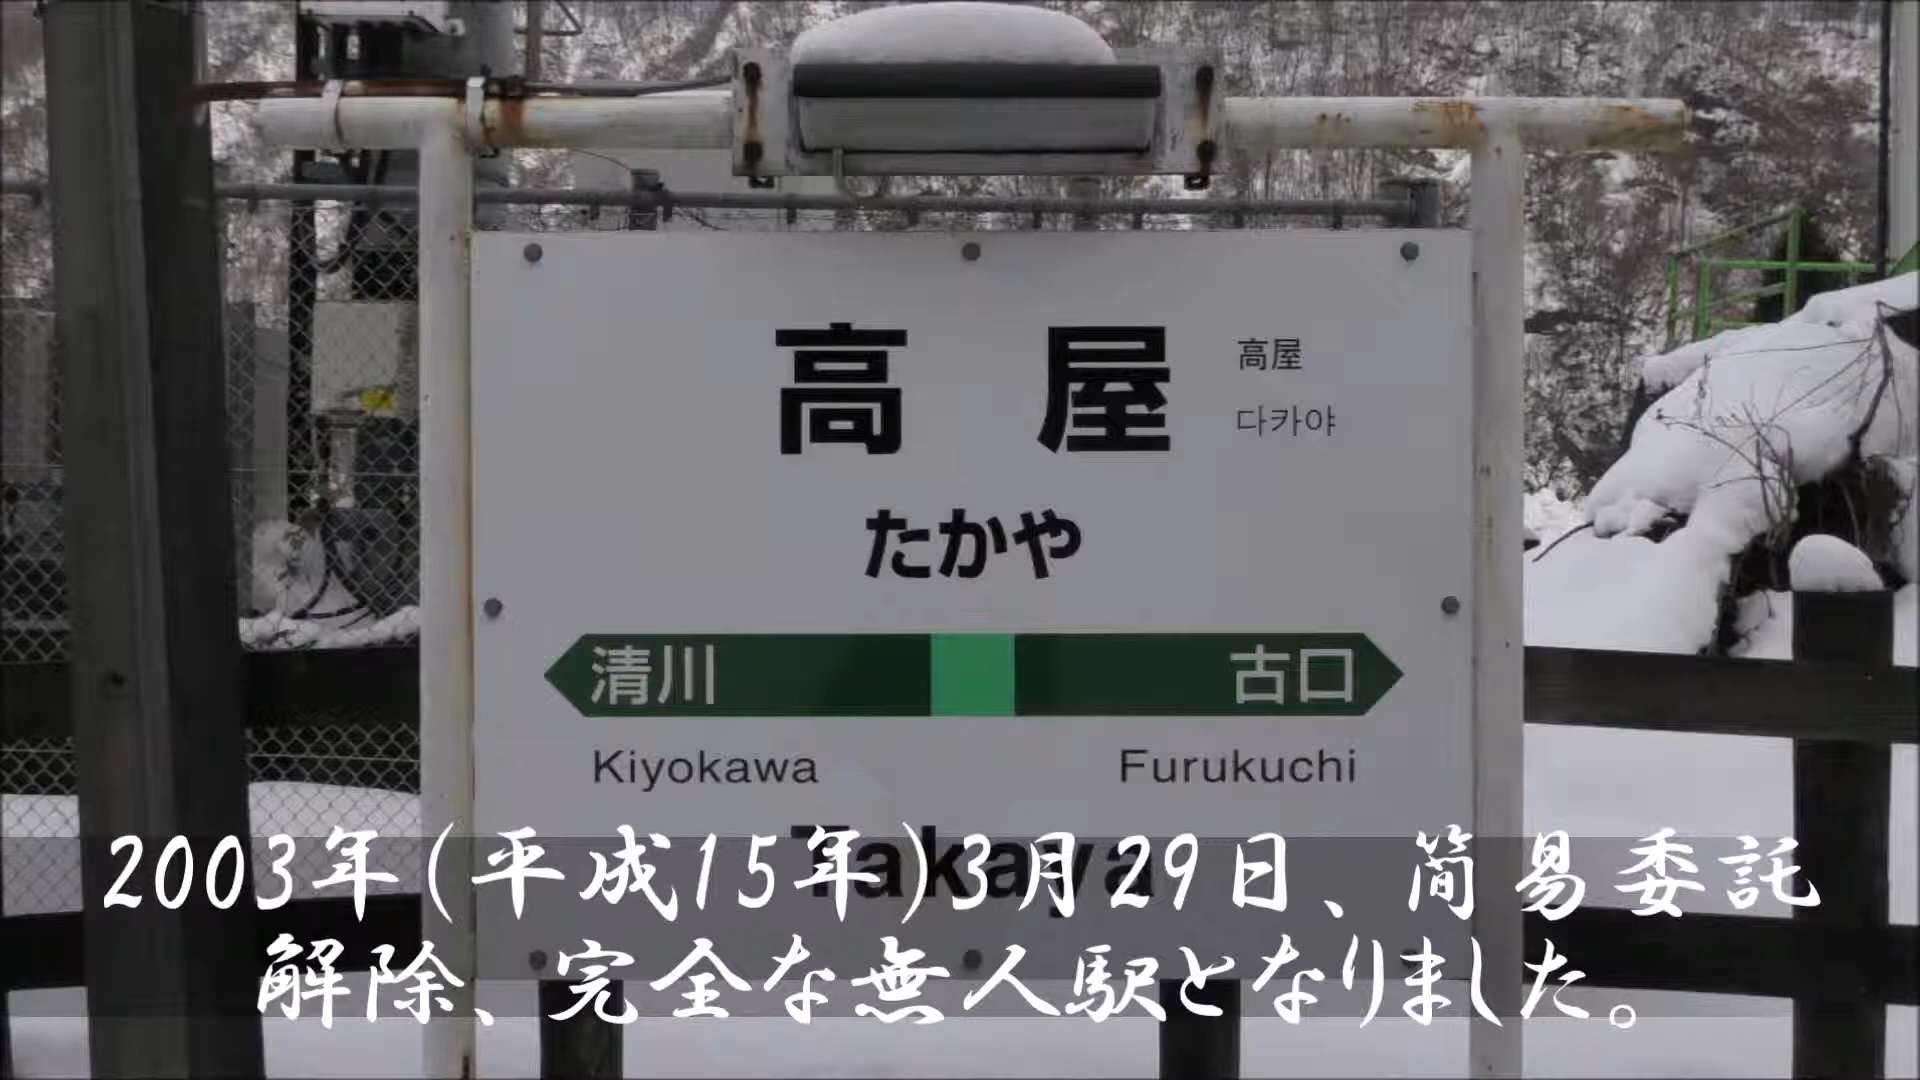 高屋
高屋
다카야
たかや
清川 古口
Kiyokawa Furukuchi
Takaya
2003年(平成15年)3月29日、簡易委託
解除、完全な無人駅となりました。